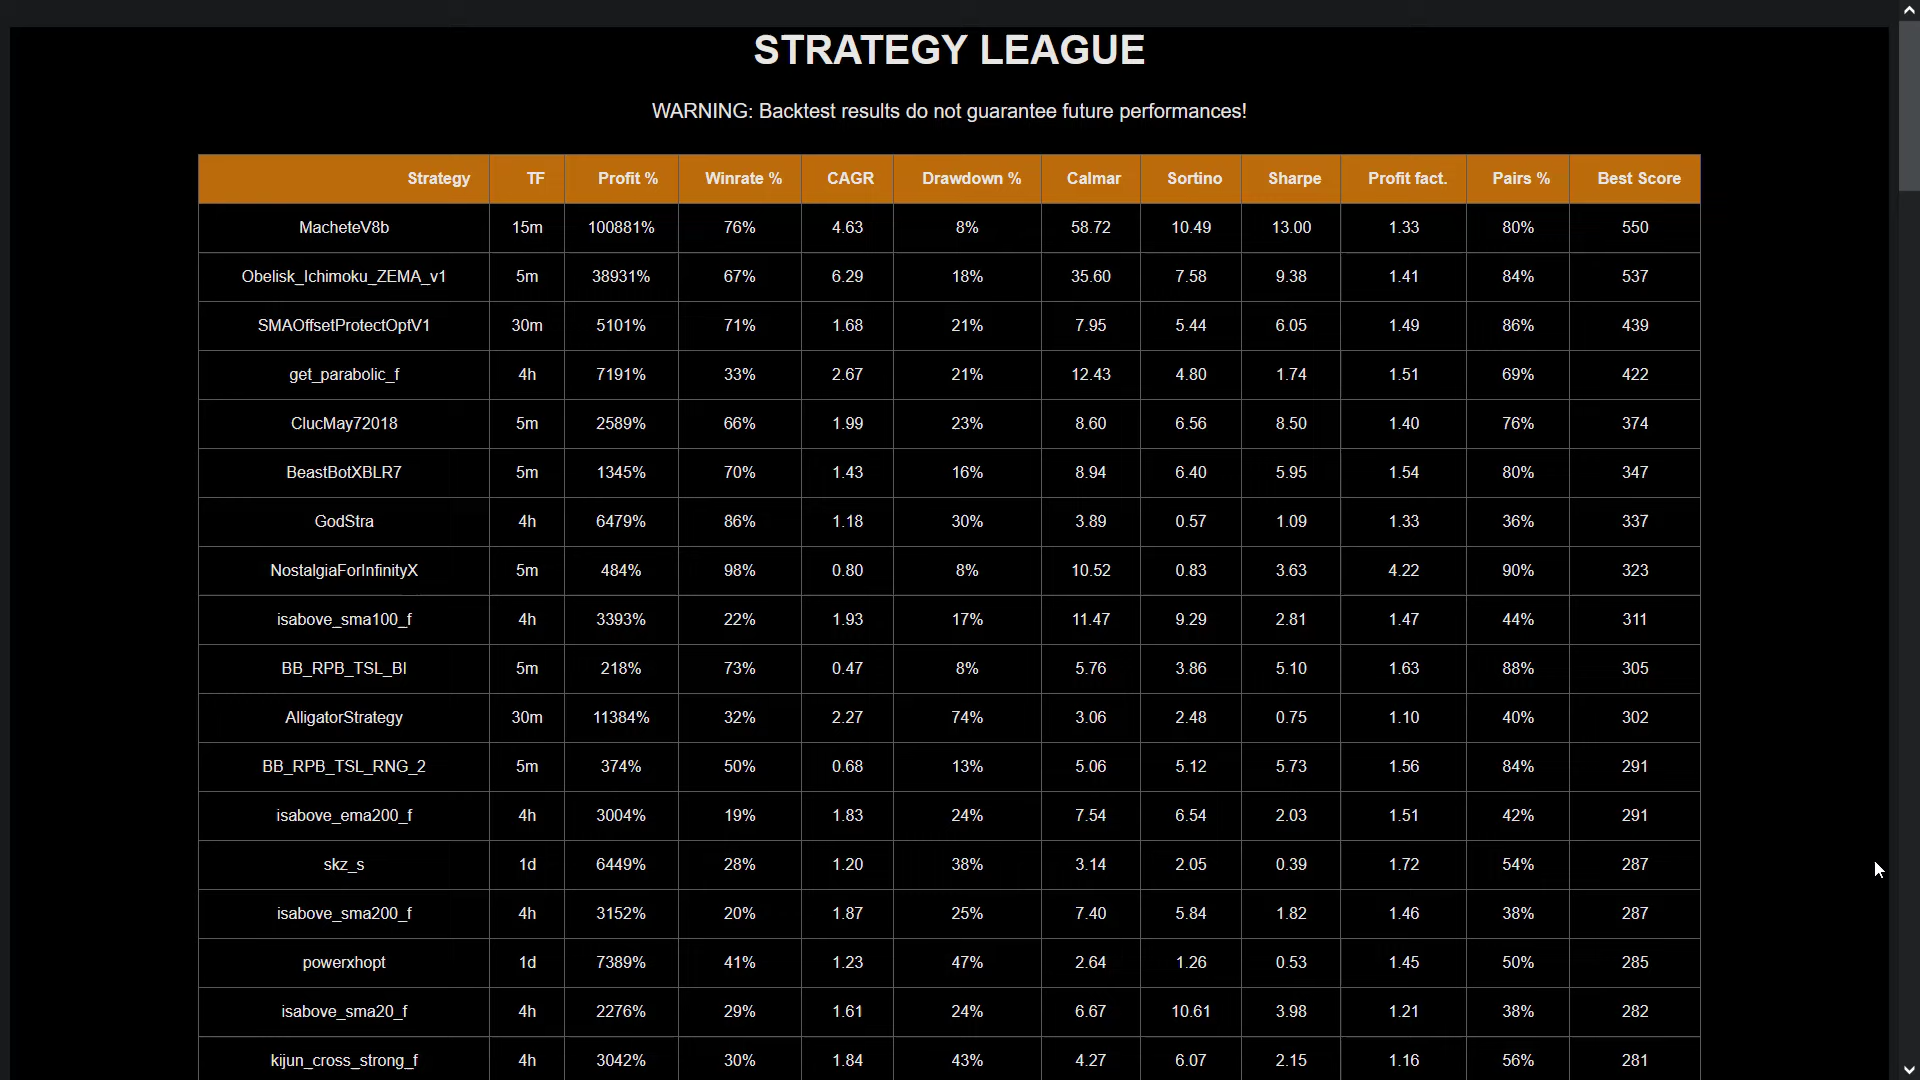 STRATEGY LEAGUE
WARNING: Backtest results do not guarantee future performances!
Strategy TF Profit % Winrate % CAGR Drawdown % Calmar Sortino Sharpe Profit fact. Pairs % Best Score
MacheteV8b 15m 100881% 76% 4.63 8% 58.72 10.49 13.00 1.33 80% 550
Obelisk_Ichimoku_ZEMA_v1 5m 38931% 67% 6.29 18% 35.60 7.58 9.38 1.41 84% 537
SMAOffsetProtectOptV1 30m 5101% 71% 1.68 21% 7.95 5.44 6.05 1.49 86% 439
get_parabolic_f 4h 7191% 33% 2.67 21% 12.43 4.80 1.74 1.51 69% 422
ClucMay72018 5m 2589% 66% 1.99 23% 8.60 6.56 8.50 1.40 76% 374
BeastBotXBLR7 5m 1345% 70% 1.43 16% 8.94 6.40 5.95 1.54 80% 347
GodStra 4h 6479% 86% 1.18 30% 3.89 0.57 1.09 1.33 36% 337
NostalgiaForInfinityX 5m 484% 98% 0.80 8% 10.52 0.83 3.63 4.22 90% 323
isabove_sma100_f 4h 3393% 22% 1.93 17% 11.47 9.29 2.81 1.47 44% 311
BB_RPB_TSL_BI 5m 218% 73% 0.47 8% 5.76 3.86 5.10 1.63 88% 305
AlligatorStrategy 30m 11384% 32% 2.27 74% 3.06 2.48 0.75 1.10 40% 302
BB_RPB_TSL_RNG_2 5m 374% 50% 0.68 13% 5.06 5.12 5.73 1.56 84% 291
isabove_ema200_f 4h 3004% 19% 1.83 24% 7.54 6.54 2.03 1.51 42% 291
skz_s 1d 6449% 28% 1.20 38% 3.14 2.05 0.39 1.72 54% 287
isabove_sma200_f 4h 3152% 20% 1.87 25% 7.40 5.84 1.82 1.46 38% 287
powerxhopt 1d 7389% 41% 1.23 47% 2.64 1.26 0.53 1.45 50% 285
isabove_sma20_f 4h 2276% 29% 1.61 24% 6.67 10.61 3.98 1.21 38% 282
kijun_cross_strong_f 4h 3042% 30% 1.84 43% 4.27 6.07 2.15 1.16 56% 281